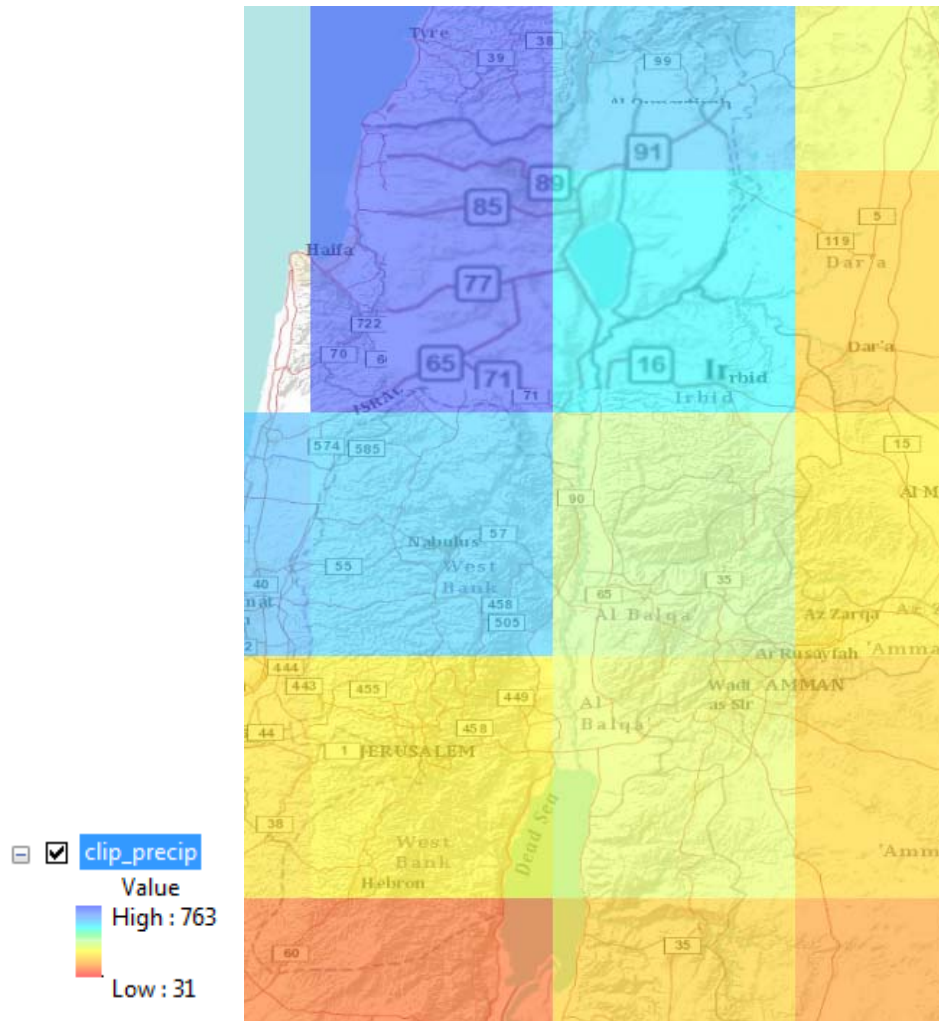 Tyre
38
39
99
91
89
85
5
119
Dar'a
Haifa
77
722
70
65
71
16
Irbid
Dar'a
71
Irbid
574
585
15
90
Nabulus
57
55
West
Bank
35
40
458
65
505
Al Balqa
Az Zarqa
444
Ar Rusayfah
'Amma
443
455
449
Wadi
as-Sir
AMMAN
Al
Balqa'
44
458
1
JERUSALEM
38
Dead Sea
West
Bank
Hebron
'Amm
60
35
clip_precip
Value
High : 763
Low : 31